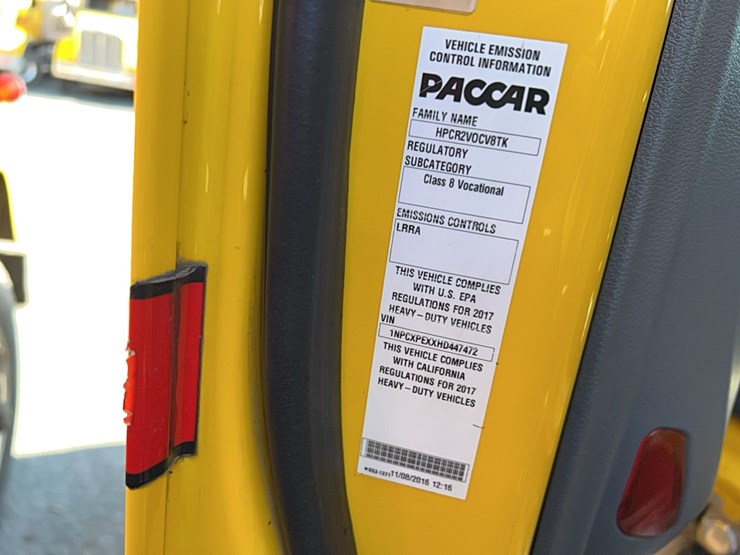 VEHICLE EMISSION
CONTROL INFORMATION
PACCAR
FAMILY NAME
HPCR2VOCV8TK
REGULATORY
SUBCATEGORY
Class 8 Vocational
EMISSIONS CONTROLS
LRRA
THIS VEHICLE COMPLIES
WITH U.S. EPA
REGULATIONS FOR 2017
HEAVY-DUTY VEHICLES
VIN
1NPCXPEXXHD447472
THIS VEHICLE COMPLIES
WITH CALIFORNIA
REGULATIONS FOR 2017
HEAVY-DUTY VEHICLES
11/08/2016 12:16